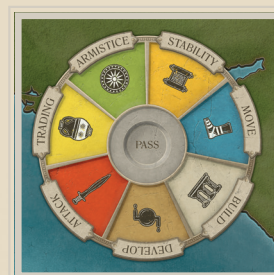 ARMISTICE
STABILITY
MOVE
BUILD
DEVELOP
ATTACK
TRADING
PASS